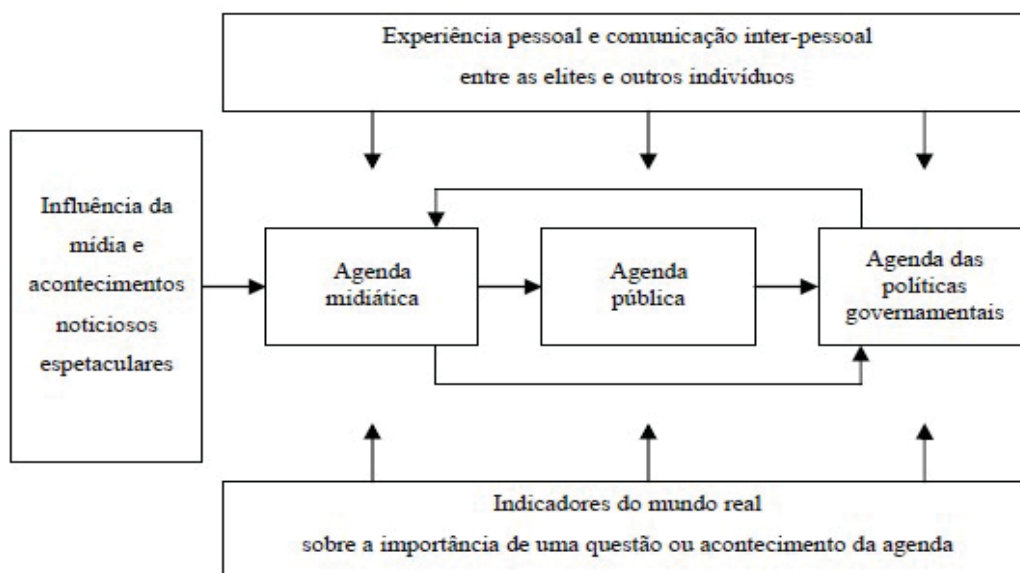 Experiência pessoal e comunicação inter-pessoal
entre as elites e outros indivíduos
Influência da
mídia e
acontecimentos
noticiosos
espetaculares
Agenda
midiática
Agenda
pública
Agenda das
políticas
governamentais
Indicadores do mundo real
sobre a importância de uma questão ou acontecimento da agenda